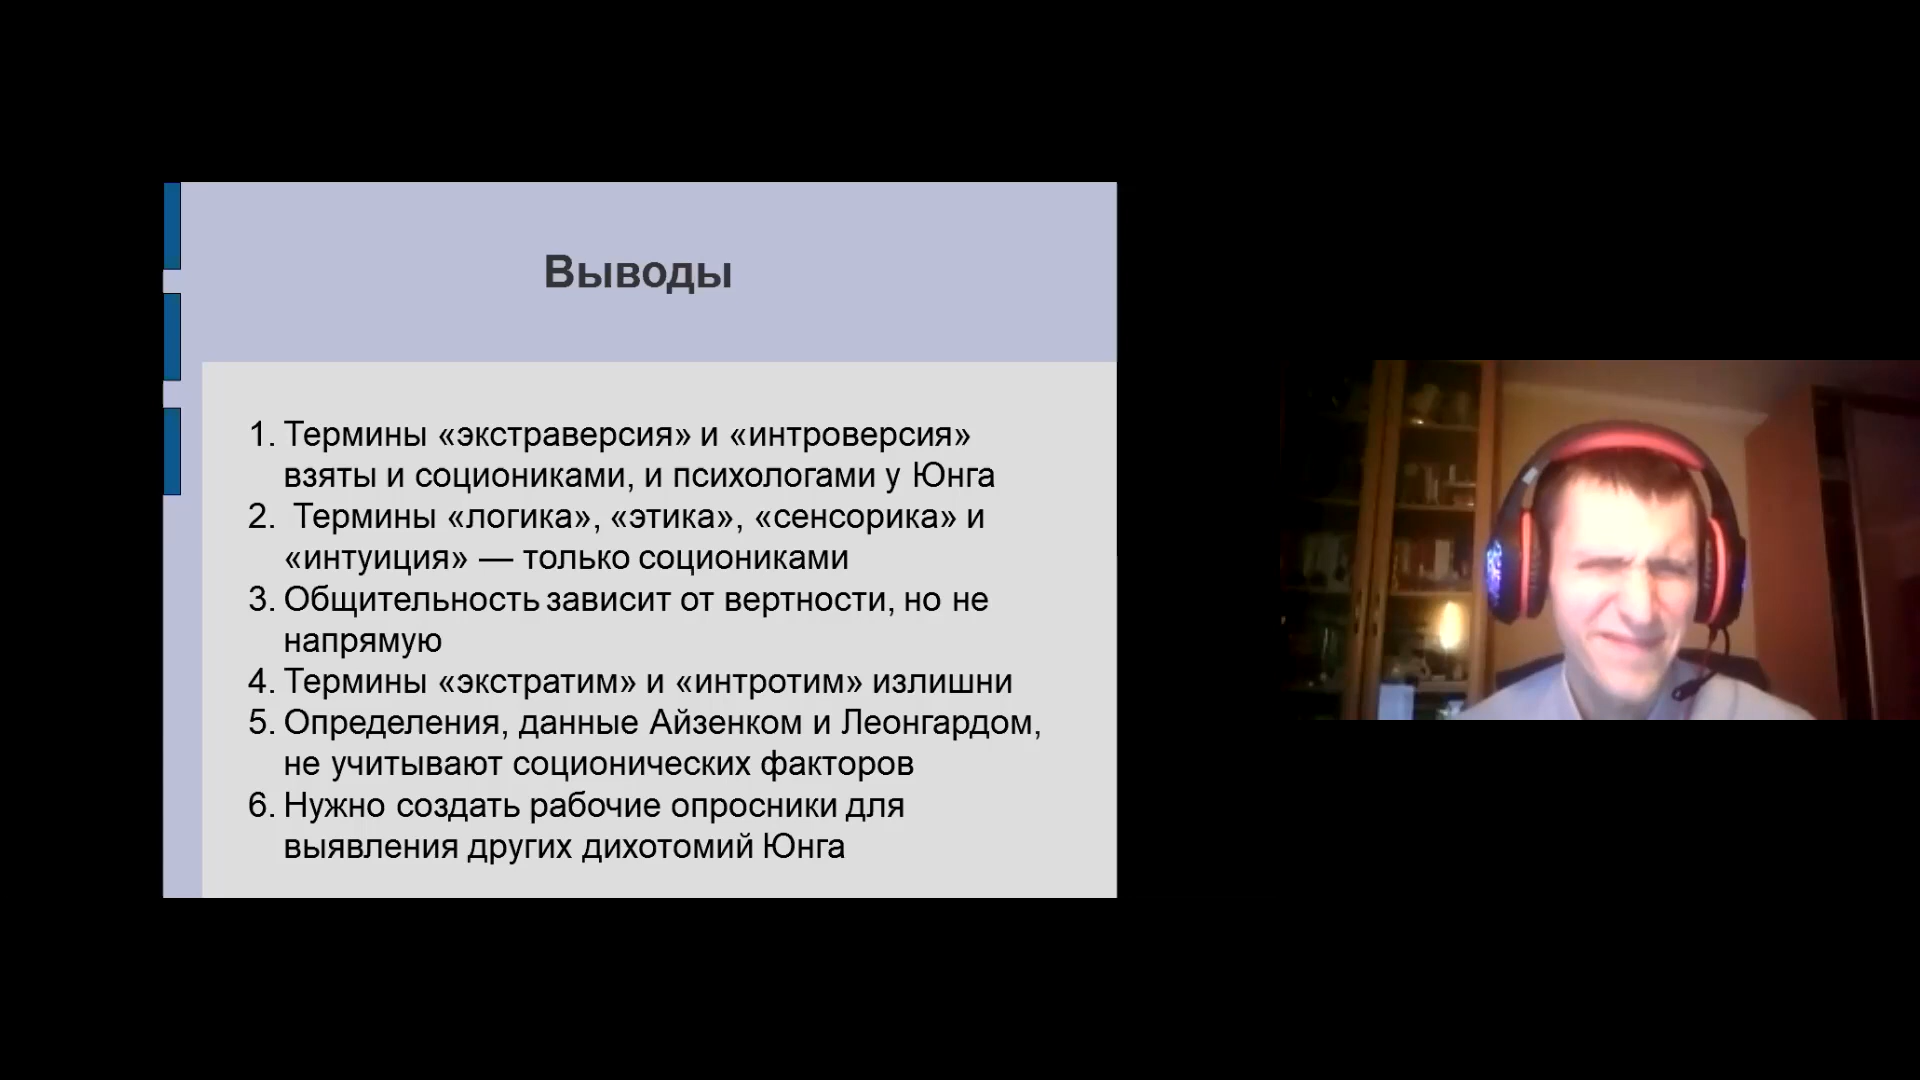 Выводы
1. Термины «экстраверсия» и «интроверсия»
взяты и социониками, и психологами у Юнга
2. Термины «логика», «этика», «сенсорика» и
«интуиция» — только социониками
3. Общительность зависит от вертности, но не
напрямую
4. Термины «экстратим» и «интротим» излишни
5. Определения, данные Айзенком и Леонгардом,
не учитывают соционических факторов
6. Нужно создать рабочие опросники для
выявления других дихотомий Юнга